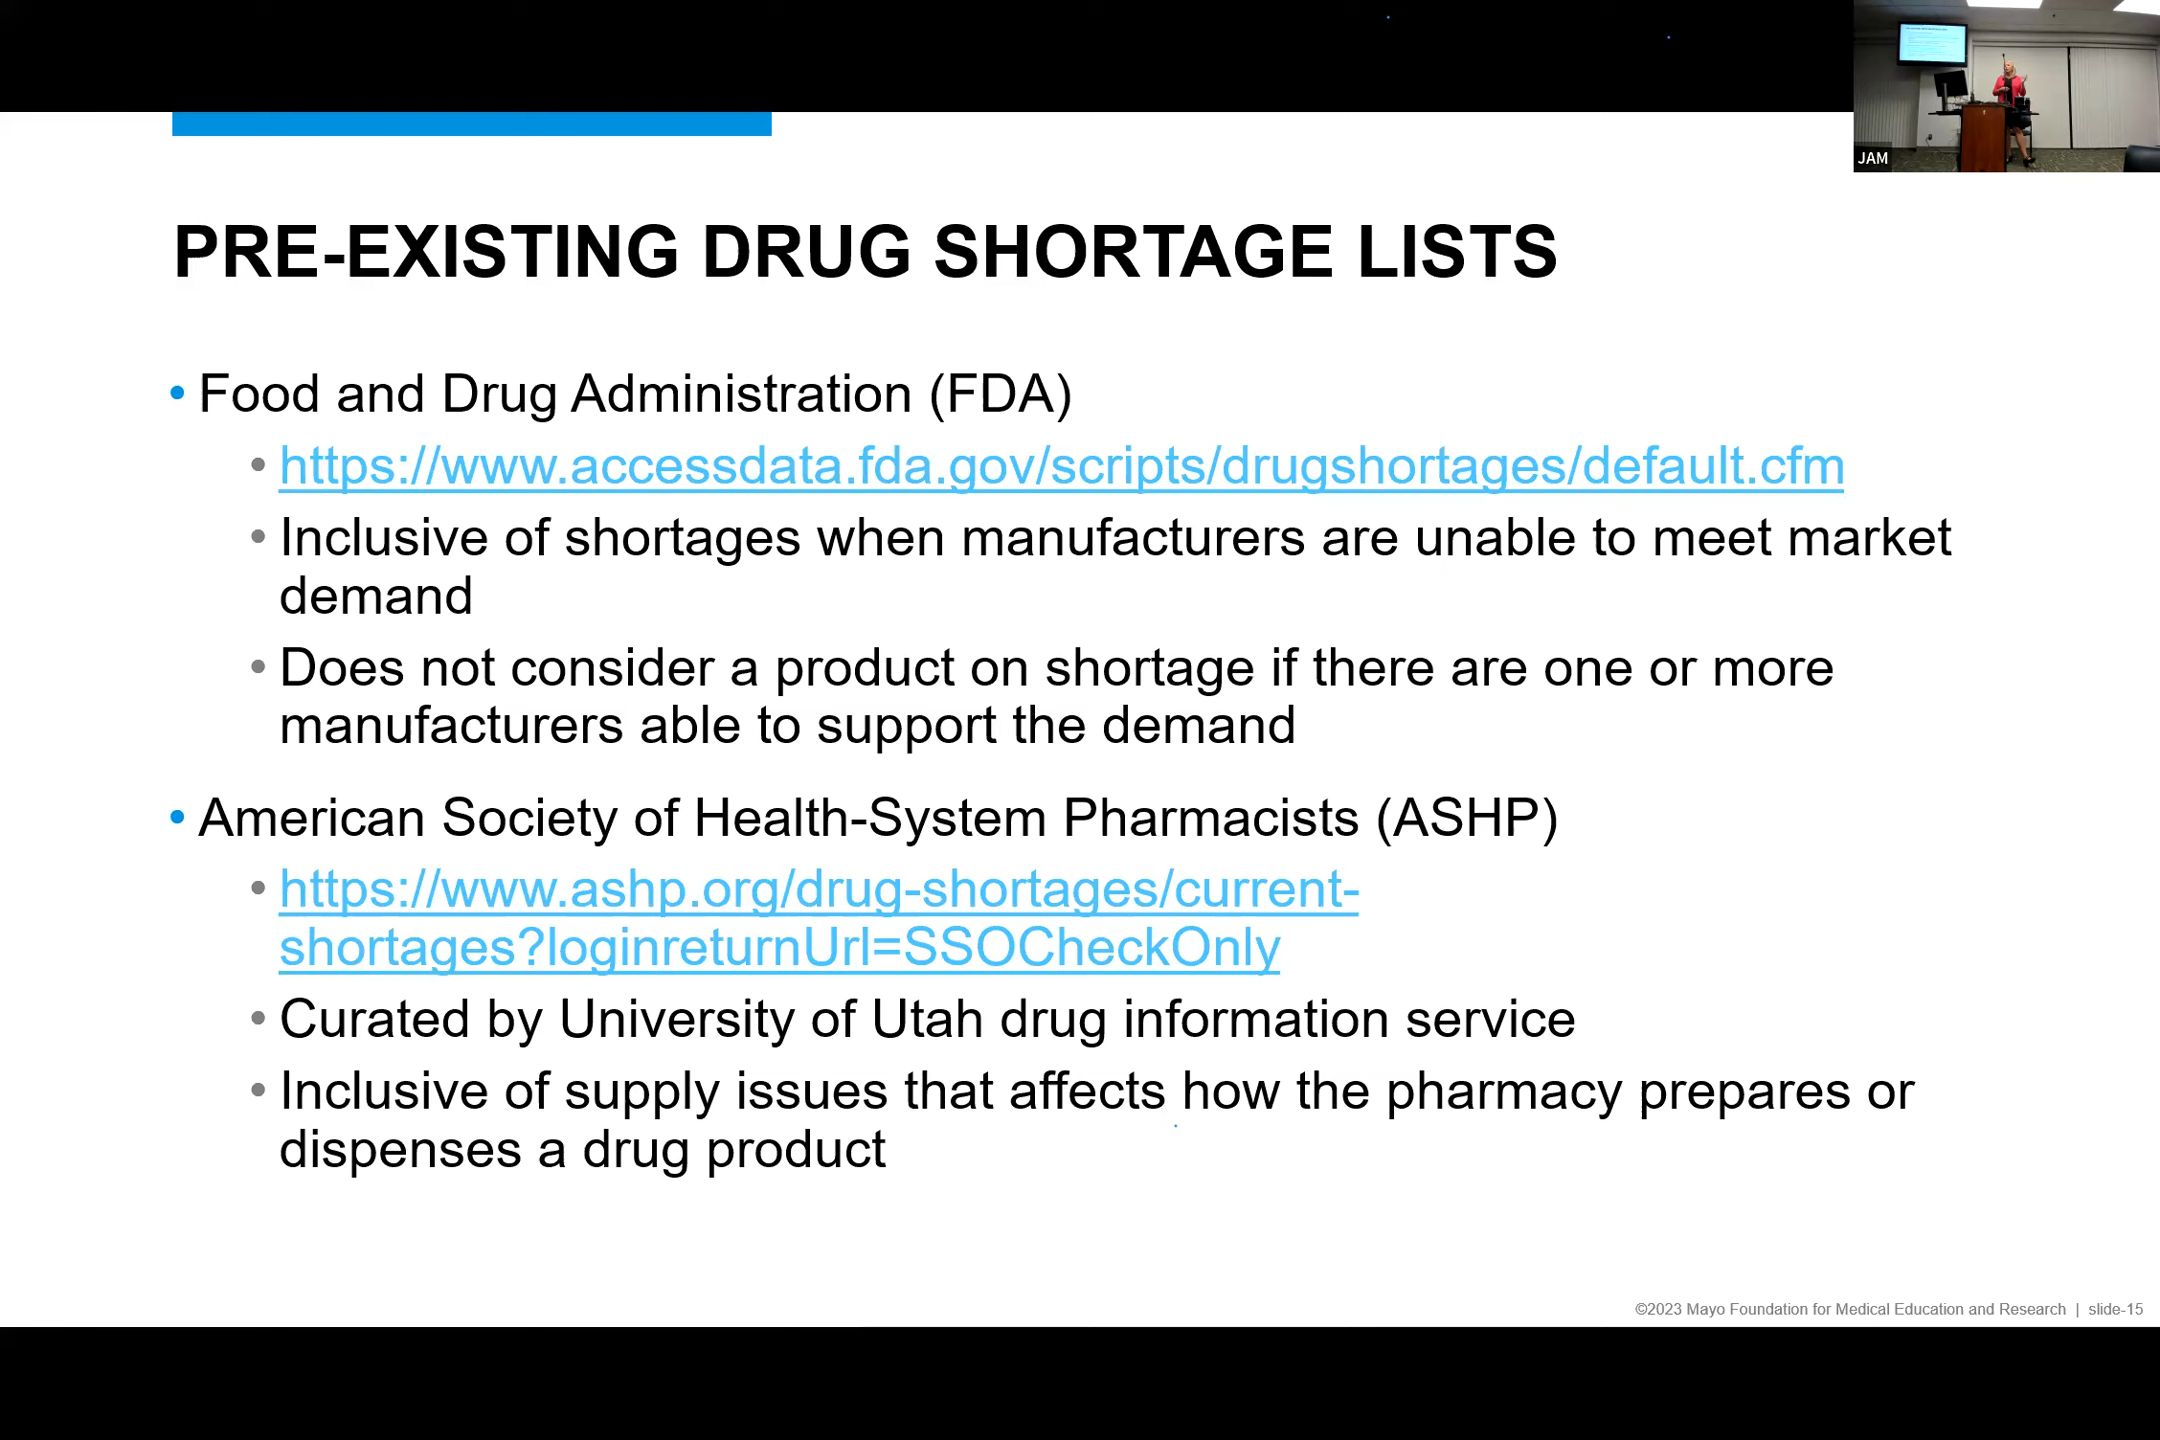 JAM
PRE-EXISTING DRUG SHORTAGE LISTS
• Food and Drug Administration (FDA)
• https://www.accessdata.fda.gov/scripts/drugshortages/default.cfm
• Inclusive of shortages when manufacturers are unable to meet market
demand
• Does not consider a product on shortage if there are one or more
manufacturers able to support the demand
• American Society of Health-System Pharmacists (ASHP)
• https://www.ashp.org/drug-shortages/current-
shortages?loginreturnUrl=SSOCheckOnly
• Curated by University of Utah drug information service
• Inclusive of supply issues that affects how the pharmacy prepares or
dispenses a drug product
©2023 Mayo Foundation for Medical Education and Research | slide-15